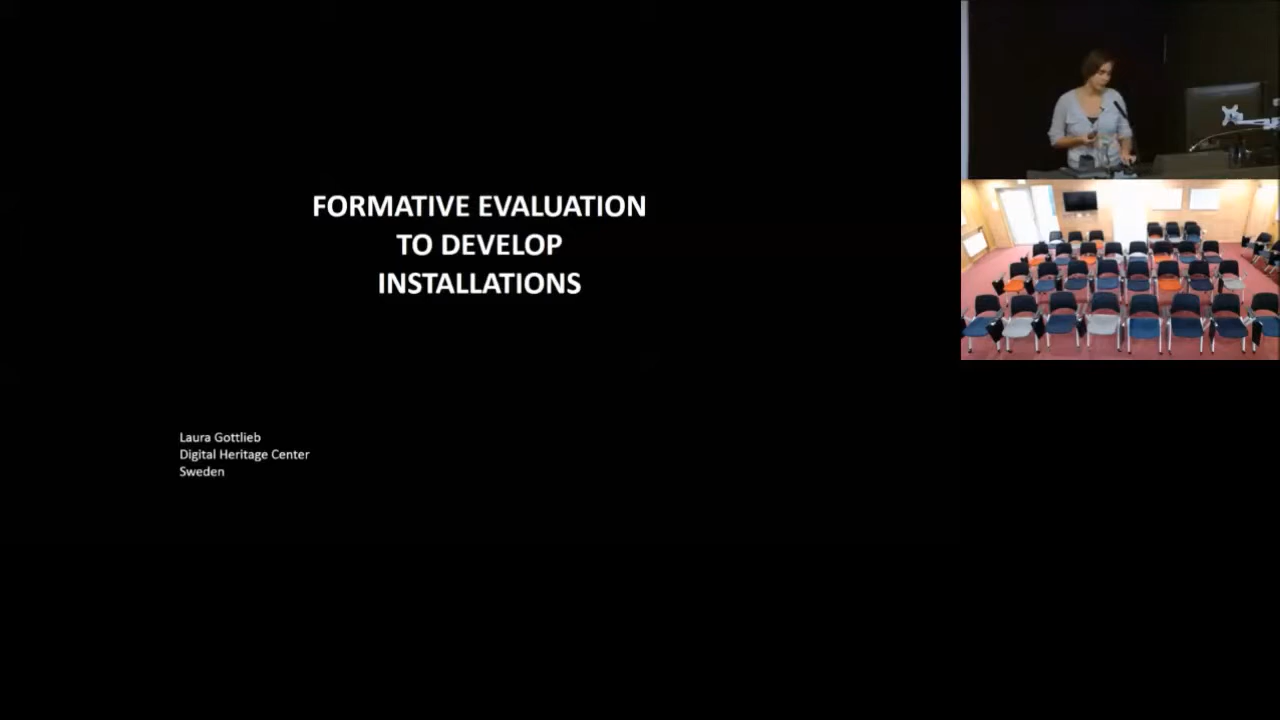 FORMATIVE EVALUATION
TO DEVELOP
INSTALLATIONS
Laura Gottlieb
Digital Heritage Center
Sweden